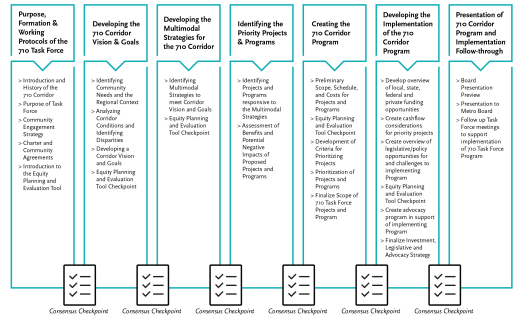 Purpose,
Formation &
Working
Protocols of the
710 Task Force
> Introduction and
History of the
710 Corridor
> Purpose of Task
Force
> Community
Engagement
Strategy
> Charter and
Community
Agreements
> Introduction to
the Equity
Planning and
Evaluation Tool
Developing the
710 Corridor
Vision & Goals
> Identifying
Community
Needs and the
Regional Context
> Analyzing
Corridor
Conditions and
Identifying
Disparities
> Developing a
Corridor Vision
and Goals
> Equity Planning
and Evaluation
Tool Checkpoint
Developing the
Multimodal
Strategies for
the 710 Corridor
> Identifying
Multimodal
Strategies to
meet Corridor
Vision and Goals
> Equity Planning
and Evaluation
Tool Checkpoint
Identifying the
Priority Projects
& Programs
> Identifying
Projects and
Programs
responsive to
the Multimodal
Strategies
> Assessment of
Benefits and
Potential
Negative
Impacts of
Proposed
Projects and
Programs
Creating the
710 Corridor
Program
> Preliminary
Scope, Schedule,
and Costs for
Projects and
Programs
> Equity Planning
and Evaluation
Tool Checkpoint
> Development of
Criteria for
Prioritizing
Projects
> Prioritization of
Projects and
Programs
> Finalize Scope of
710 Task Force
Projects and
Program
Developing the
Implementation
of the 710
Corridor
Program
> Develop overview
of local, state,
federal and
private funding
opportunities
> Create cashflow
considerations
for priority projects
> Create overview of
legislative/policy
opportunities for
and challenges to
implementing
Program
> Equity Planning
and Evaluation
Tool Checkpoint
> Create advocacy
program in support
of implementing
Program
> Finalize Investment,
Legislative and
Advocacy Strategy
Presentation of
710 Corridor
Program and
Implementation
Follow-through
> Board
Presentation
Preview
> Presentation to
Metro Board
> Follow up Task
Force meetings
to support
implementation
of 710 Task Force
Program
Consensus Checkpoint
Consensus Checkpoint
Consensus Checkpoint
Consensus Checkpoint
Consensus Checkpoint
Consensus Checkpoint